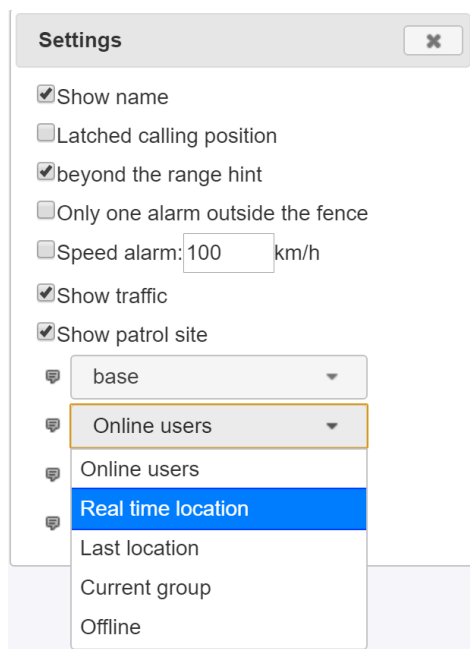 Settings
Show name
Latched calling position
beyond the range hint
Only one alarm outside the fence
Speed alarm: 100 km/h
Show traffic
Show patrol site
base
Online users
Online users
Real time location
Last location
Current group
Offline